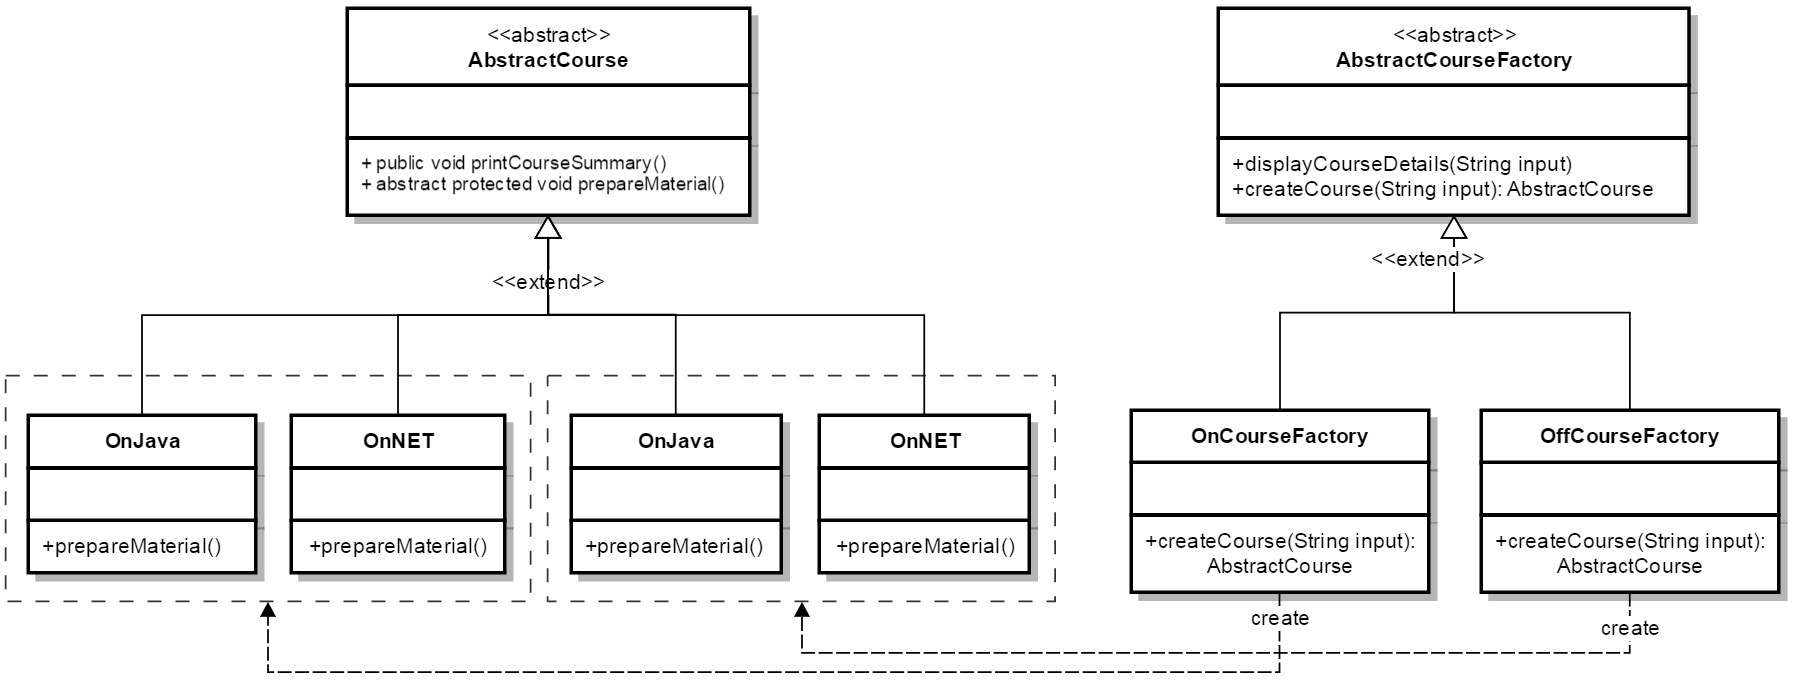 <<abstract>>
AbstractCourse
+ public void printCourseSummary()
+ abstract protected void prepareMaterial()
<<abstract>>
AbstractCourseFactory
+displayCourseDetails(String input)
+createCourse(String input): AbstractCourse
<<extend>>
<<extend>>
OnJava
+prepareMaterial()
OnNET
+prepareMaterial()
OnJava
+prepareMaterial()
OnNET
+prepareMaterial()
OnCourseFactory
+createCourse(String input):
AbstractCourse
OffCourseFactory
+createCourse(String input):
AbstractCourse
create
create